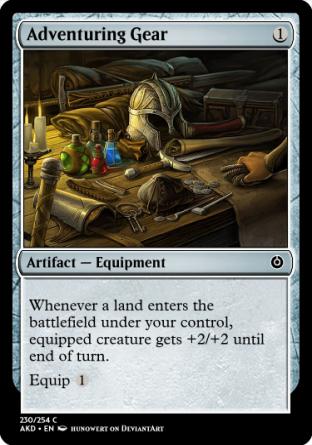 Adventuring Gear 1
Artifact — Equipment
Whenever a land enters the
battlefield under your control,
equipped creature gets +2/+2 until
end of turn.
Equip 1
230/254 C
AKD • EN HUNOWERT ON DEVIANTART